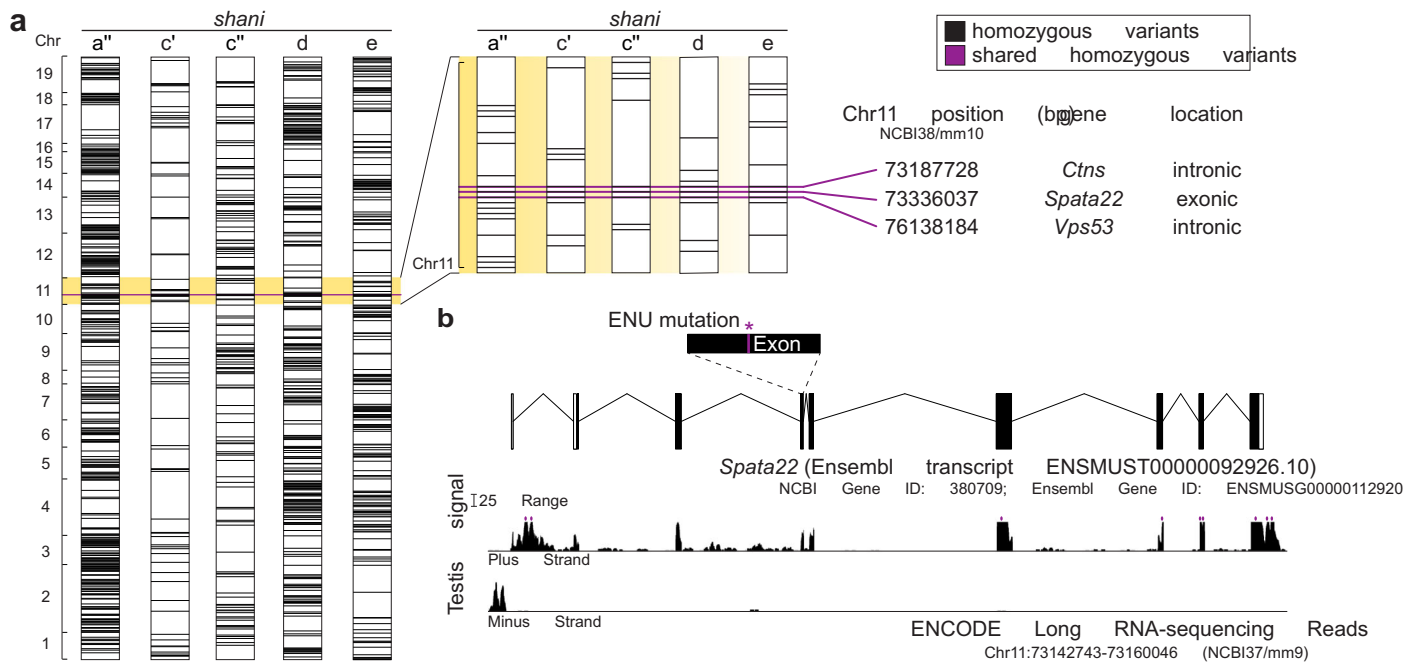 a
shani
Chr
a" c' c" d e
19
18
17
16
15
14
13
12
11
10
9
8
7
6
5
4
3
2
1
shani
a" c' c" d e
Chr11
homozygous variants
shared homozygous variants
Chr11 position (bp) gene location
NCBI38/mm10
73187728 Ctns intronic
73336037 Spata22 exonic
76138184 Vps53 intronic
b
ENU mutation
*
Exon
Spata22 (Ensembl transcript ENSMUST00000092926.10)
NCBI Gene ID: 380709; Ensembl Gene ID: ENSMUSG00000112920
Testis signal
25 Range
Plus Strand
Minus Strand
ENCODE Long RNA-sequencing Reads
Chr11:73142743-73160046 (NCBI37/mm9)